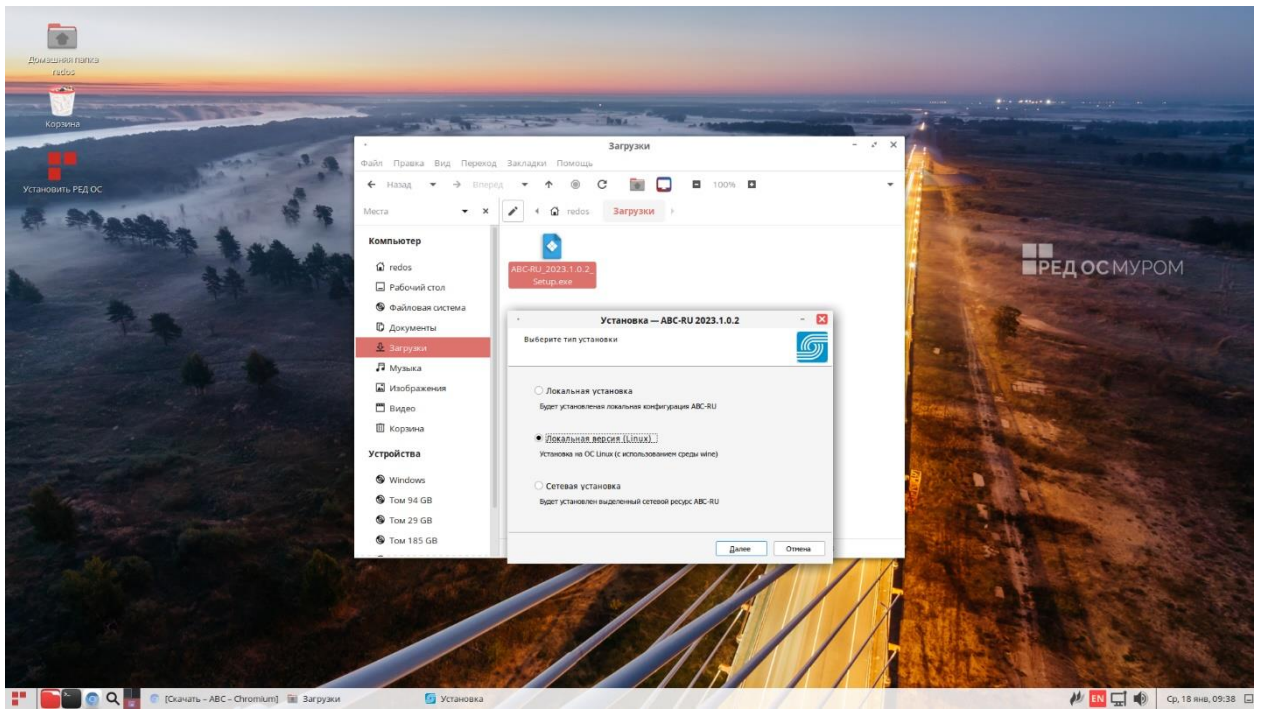 Домашняя папка
redos
Корзина
Установить РЕД ОС
Загрузки
Файл Правка Вид Переход Закладки Помощь
Назад Вперед 100%
Места redos Загрузки
Компьютер
redos
Рабочий стол
Файловая система
Документы
Загрузки
Музыка
Изображения
Видео
Корзина
Устройства
Windows
Том 94 GB
Том 29 GB
Том 185 GB
ABC-RU_2023.1.0.2_
Setup.exe
Установка — ABC-RU 2023.1.0.2
Выберите тип установки
Локальная установка
Будет установленая локальная конфигурация ABC-RU
Локальная версия (Linux)
Установка на ОС Linux (с использованием среды wine)
Сетевая установка
Будет установлен выделенный сетевой ресурс ABC-RU
Далее Отмена
РЕД ОС МУРОМ
[Скачать – ABC – Chromium] Загрузки Установка EN Ср, 18 янв, 09:38